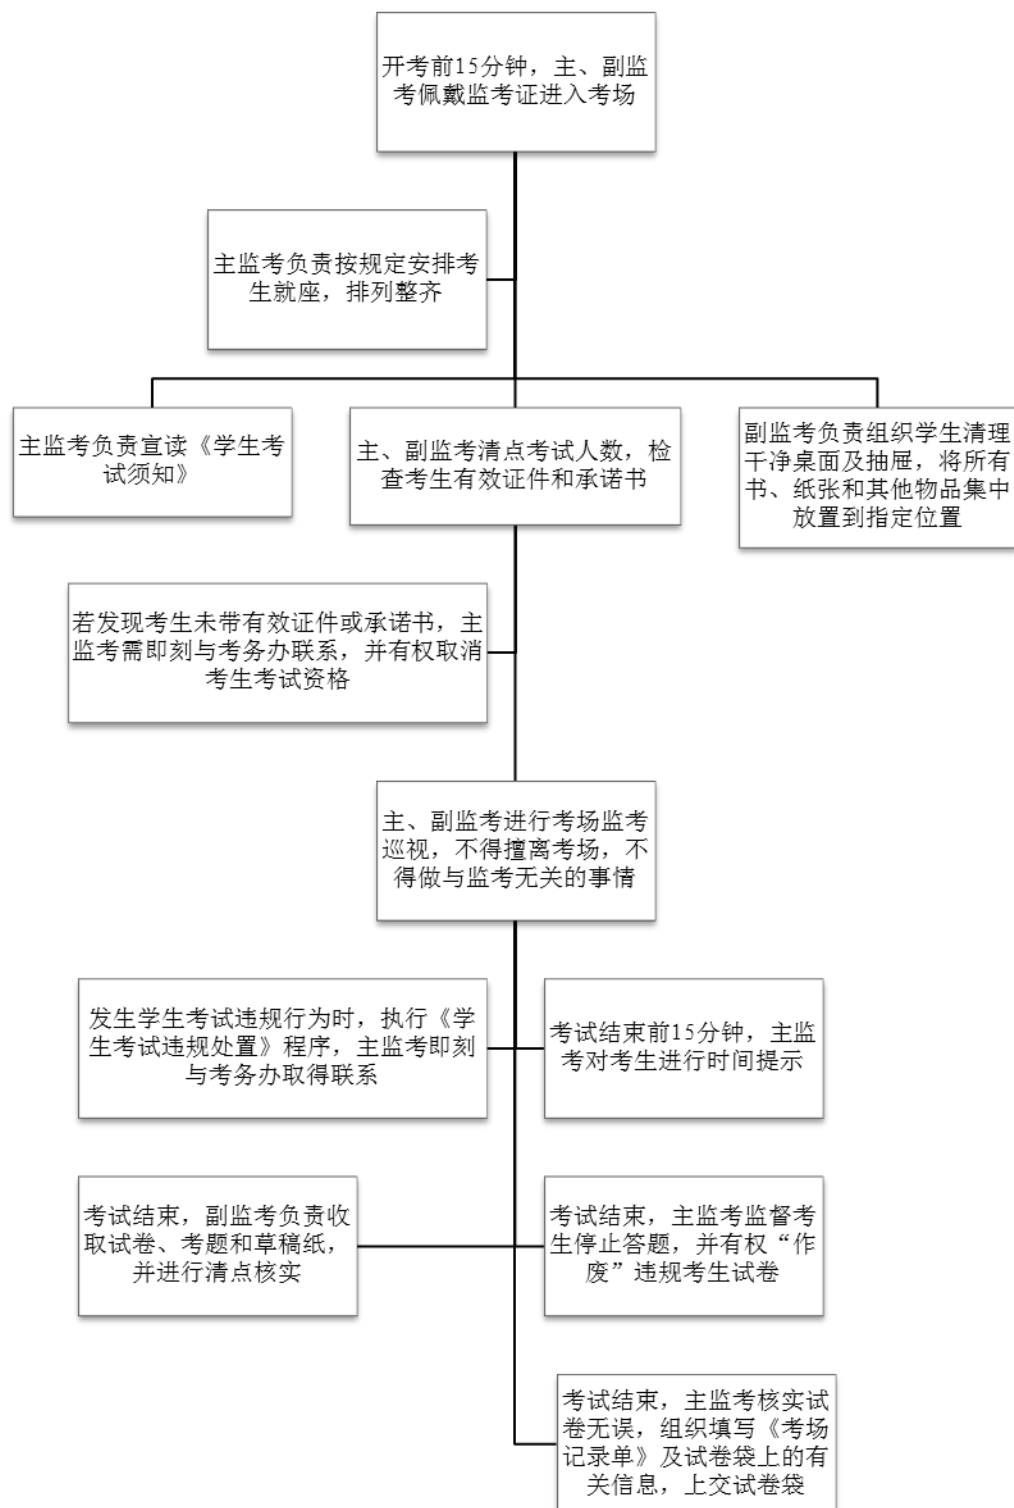 开考前15分钟，主、副监
考佩戴监考证进入考场
主监考负责按规定安排考
生就座，排列整齐
主监考负责宣读《学生考
试须知》
主、副监考清点考试人数，检
查考生有效证件和承诺书
副监考负责组织学生清理
干净桌面及抽屉，将所有
书、纸张和其他物品集中
放置到指定位置
若发现考生未带有效证件或承诺书，主
监考需即刻与考务办联系，并有权取消
考生考试资格
主、副监考进行考场监考
巡视，不得擅离考场，不
得做与监考无关的事情
发生学生考试违规行为时，执行《学
生考试违规处置》程序，主监考即刻
与考务办取得联系
考试结束前15分钟，主监
考对考生进行时间提示
考试结束，副监考负责收
取试卷、考题和草稿纸，
并进行清点核实
考试结束，主监考监督考
生停止答题，并有权“作
废”违规考生试卷
考试结束，主监考核实试
卷无误，组织填写《考场
记录单》及试卷袋上的有
关信息，上交试卷袋